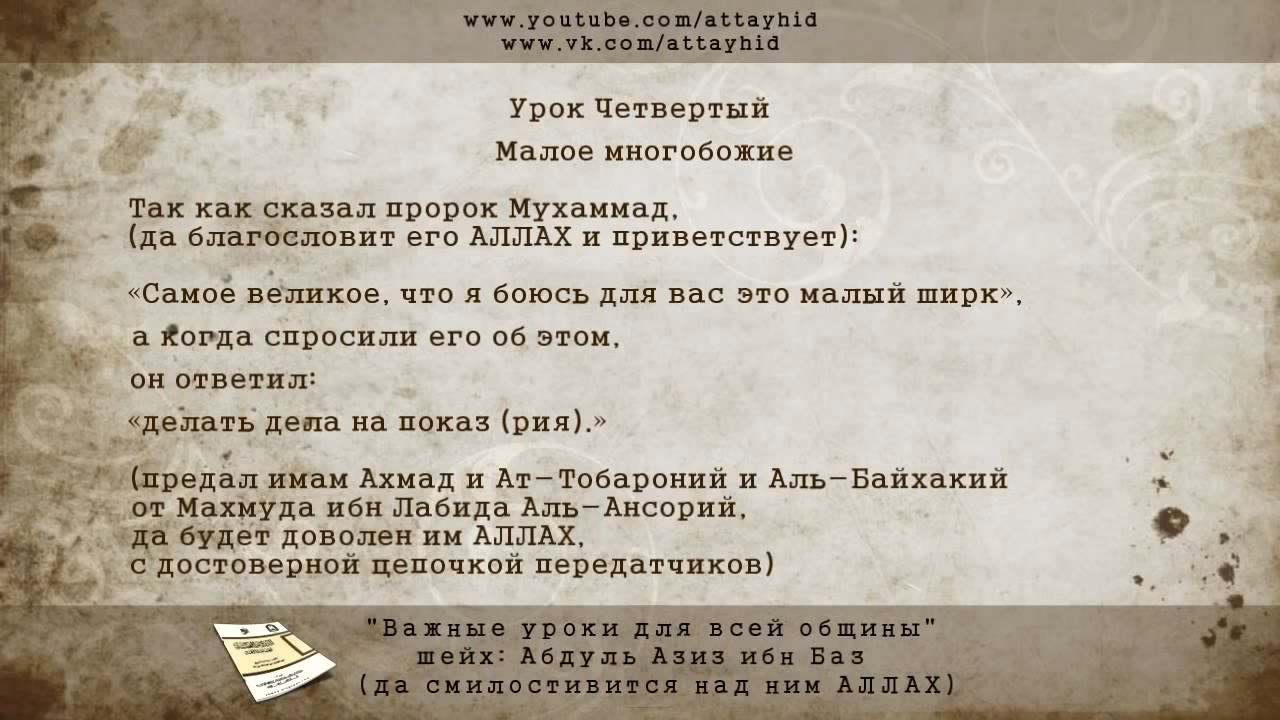 www.youtube.com/attayhid
www.vk.com/attayhid
Урок Четвертый
Малое многобожие
Так как сказал пророк Мухаммад,
(да благословит его АЛЛАХ и приветствует):
«Самое великое, что я боюсь для вас это малый ширк»,
а когда спросили его об этом,
он ответил:
«делать дела на показ (рия).»
(предал имам Ахмад и Ат-Тобароний и Аль-Байхакий
от Махмуда ибн Лабида Аль-Ансорий,
да будет доволен им АЛЛАХ,
с достоверной цепочкой передатчиков)
"Важные уроки для всей общины"
шейх: Абдуль Азиз ибн Баз
(да смилостивится над ним АЛЛАХ)